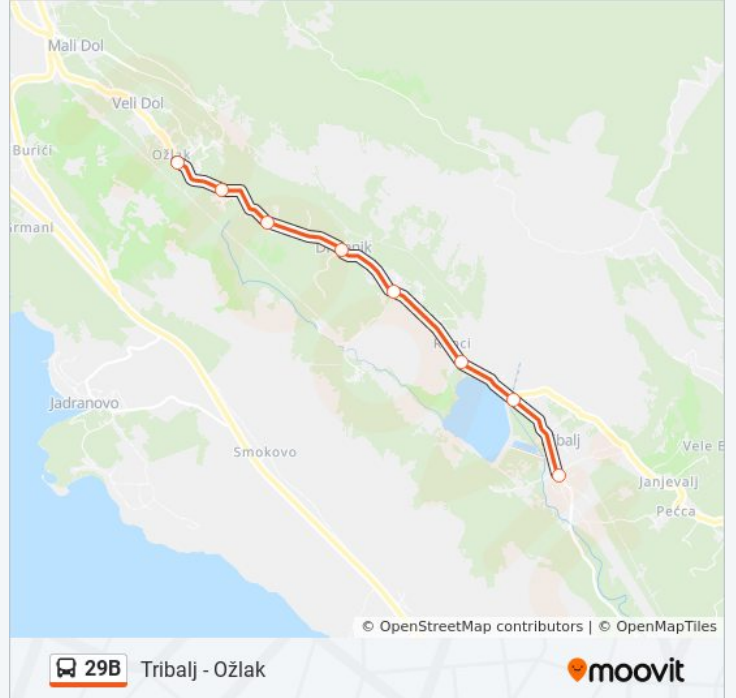 Mali Dol
Veli Dol
Burići
Ožlak
Jadranovo
Smokovo
Janjevalj
Pećca
© OpenStreetMap contributors | © OpenMapTiles
29B Tribalj - Ožlak
moovit